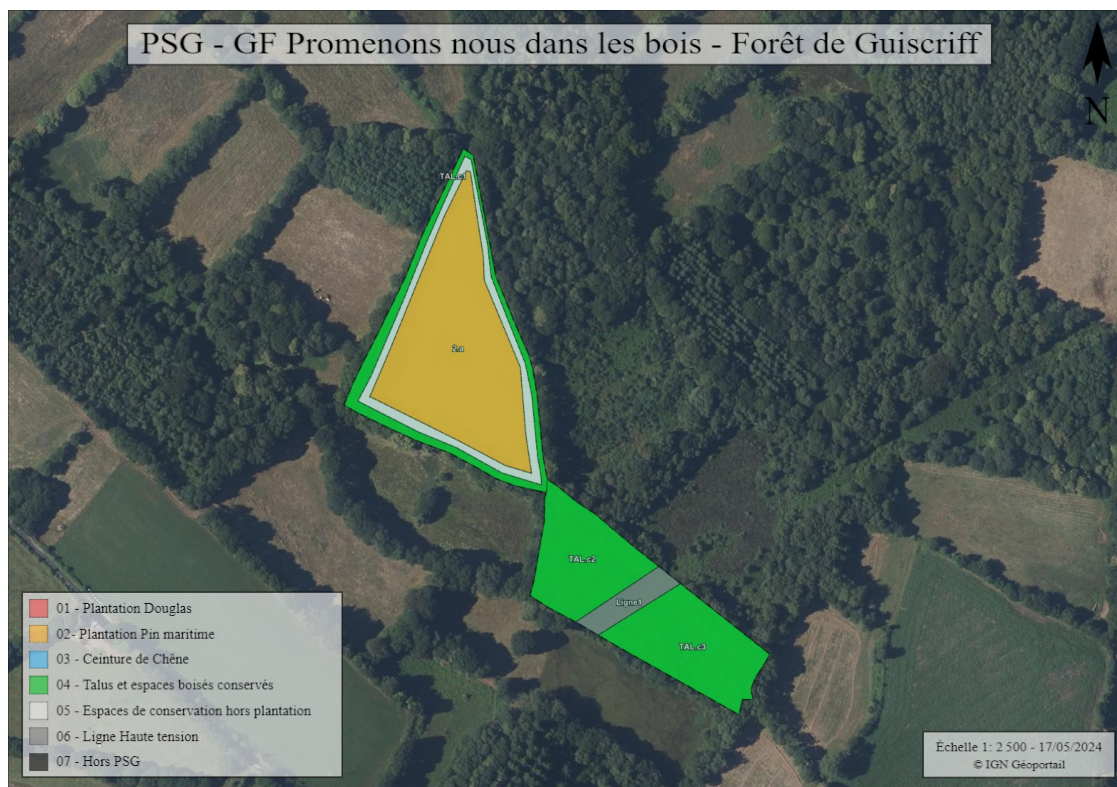 PSG - GF Promenons nous dans les bois - Forêt de Guiscriff
N
TAL.c1
2.a
TAL.c2
Ligne1
TAL.c3
01 - Plantation Douglas
02- Plantation Pin maritime
03 - Ceinture de Chêne
04 - Talus et espaces boisés conservés
05 - Espaces de conservation hors plantation
06 - Ligne Haute tension
07 - Hors PSG
Échelle 1: 2 500 - 17/05/2024
© IGN Géoportail